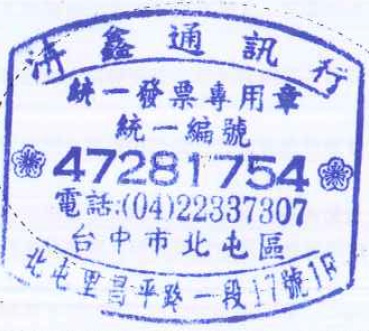 濟鑫通訊行
統一發票專用章
統一編號
47281754
電話:(04)22337307
台中市北屯區
北屯里昌平路一段17號1F